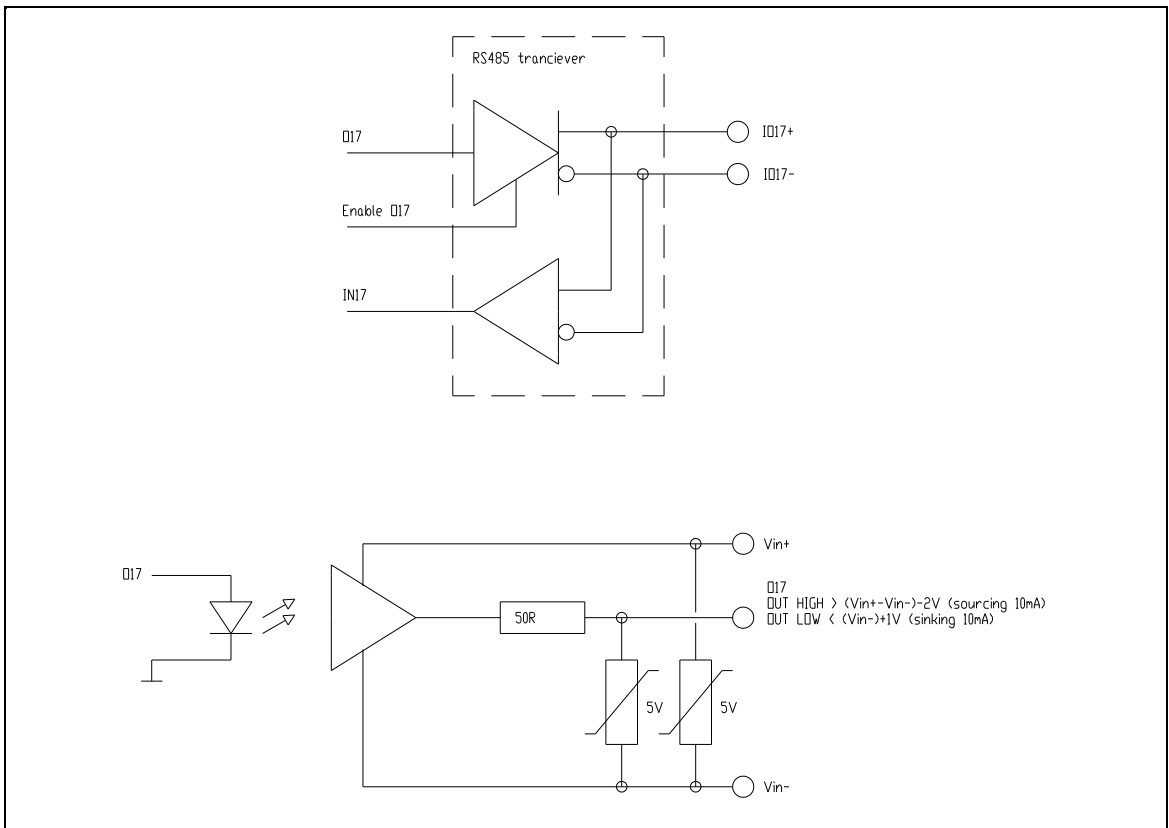 RS485 tranciever
O17
IO17+
IO17-
Enable O17
IN17
Vin+
O17
O17
OUT HIGH > (Vin+-Vin-)-2V (sourcing 10mA)
OUT LOW < (Vin-)+1V (sinking 10mA)
50R
5V
5V
Vin-